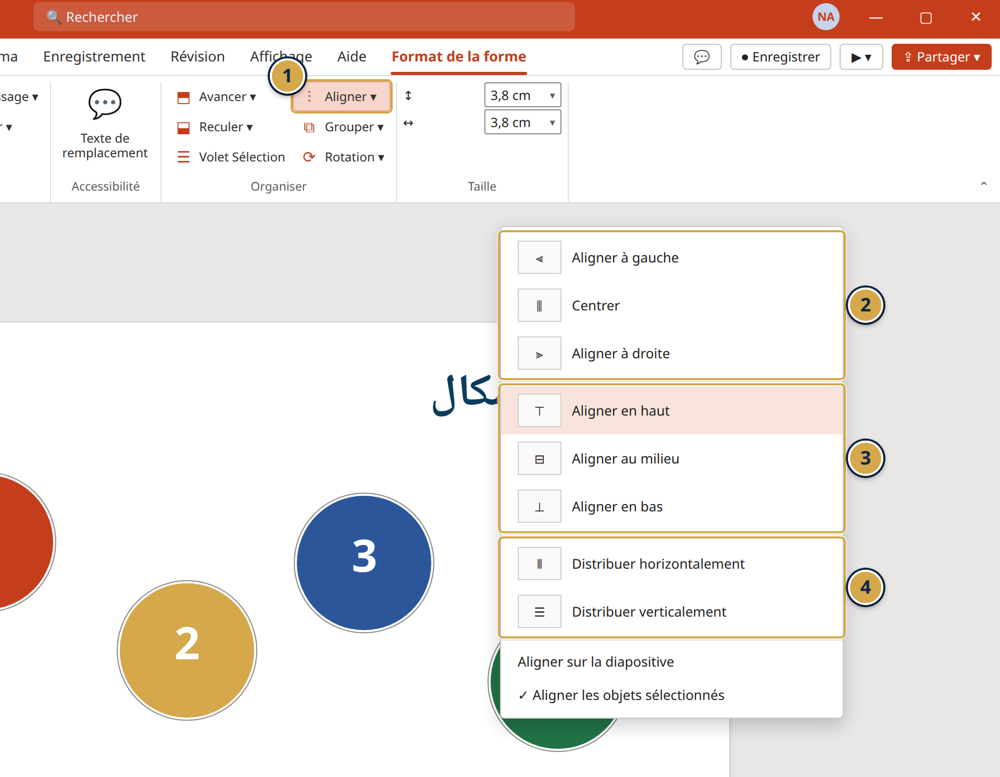 Rechercher
NA
Enregistrement Révision Affichage Aide Format de la forme
Enregistrer
Partager
1
Avancer
Aligner
3,8 cm
Reculer
Grouper
3,8 cm
Texte de
remplacement
Volet Sélection
Rotation
Accessibilité
Organiser
Taille
Aligner à gauche
Centrer
2
Aligner à droite
Aligner en haut
Aligner au milieu
3
Aligner en bas
Distribuer horizontalement
4
Distribuer verticalement
Aligner sur la diapositive
✓ Aligner les objets sélectionnés
3
2